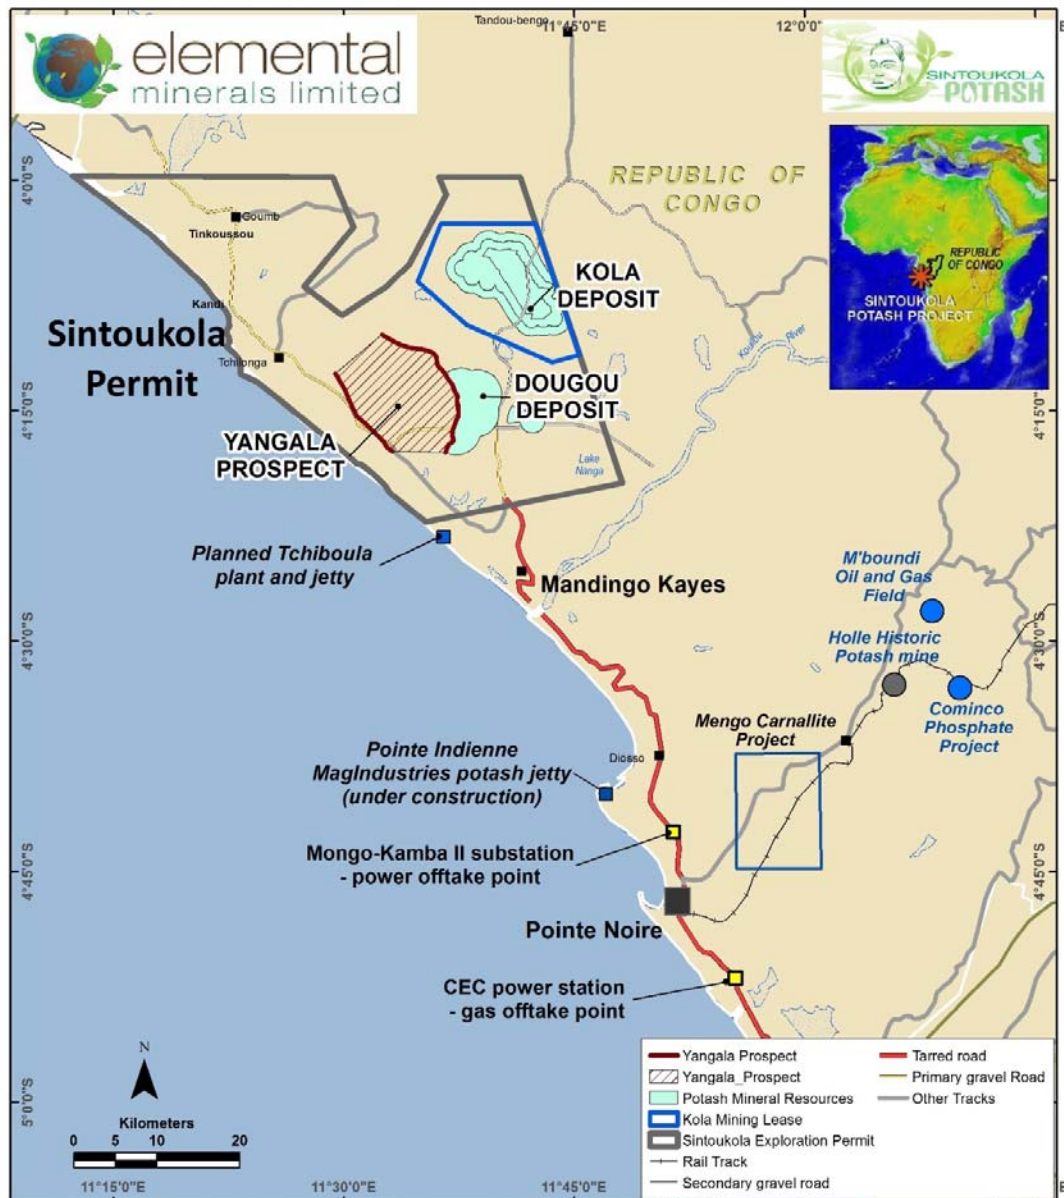 elemental
minerals limited
SINTOUKOLA
POTASH
Tandou-bengo
11°45'0"E
12°0'0"E
REPUBLIC OF
CONGO
REPUBLIC
OF CONGO
SINTOUKOLA
POTASH PROJECT
4°0'0"S
Goumb
Tinkoussou
KOLA
DEPOSIT
Kandi
Sintoukola
Permit
Tchilonga
Kouilou River
DOUGOU
DEPOSIT
4°15'0"S
4°15'0"S
YANGALA
PROSPECT
Lake
Nanga
Planned Tchiboula
plant and jetty
Mandingo Kayes
M'boundi
Oil and Gas
Field
4°30'0"S
4°30'0"S
Holle Historic
Potash mine
Cominco
Phosphate
Project
Mengo Carnallite
Project
Pointe Indienne
MagIndustries potash jetty
(under construction)
Diosso
Mongo-Kamba II substation
- power offtake point
4°45'0"S
4°45'0"S
Pointe Noire
CEC power station
- gas offtake point
N
Kilometers
0 5 10 20
5°0'0"S
Yangala Prospect
Yangala_Prospect
Potash Mineral Resources
Kola Mining Lease
Sintoukola Exploration Permit
Rail Track
Secondary gravel road
Tarred road
Primary gravel Road
Other Tracks
11°15'0"E
11°30'0"E
11°45'0"E